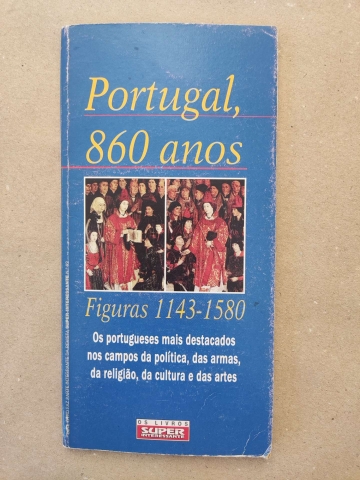 Portugal,
860 anos
Figuras 1143-1580
Os portugueses mais destacados
nos campos da política, das armas,
da religião, da cultura e das artes
OS LIVROS
SUPER
INTERESSANTE